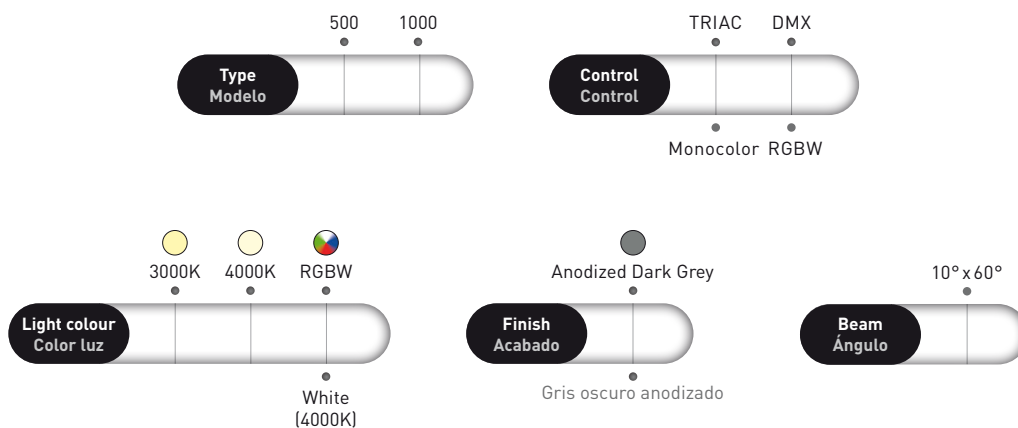 500 1000
Type
Modelo
TRIAC DMX
Control
Control
Monocolor RGBW
3000K 4000K RGBW
Light colour
Color luz
White
(4000K)
Anodized Dark Grey
Finish
Acabado
Gris oscuro anodizado
10° x 60°
Beam
Ángulo